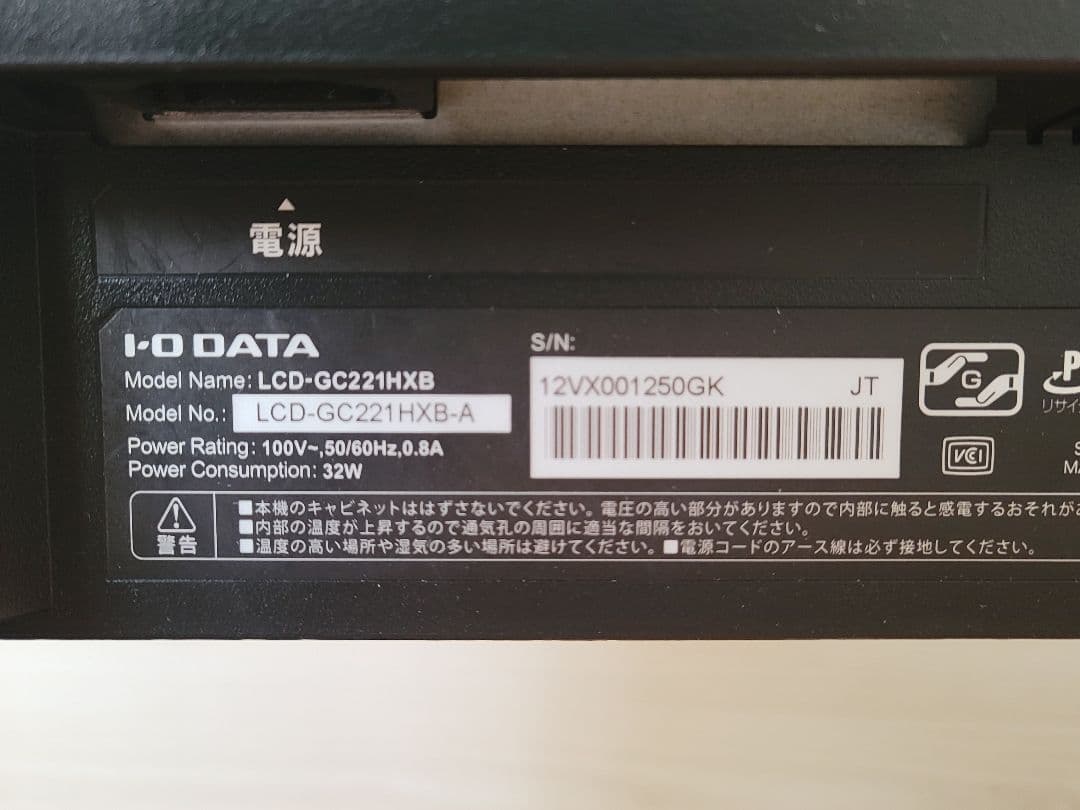 電源
I-O DATA
Model Name: LCD-GC221HXB
Model No.: LCD-GC221HXB-A
Power Rating: 100V~,50/60Hz,0.8A
Power Consumption: 32W
S/N:
12VX001250GK JT
G
VCI
リサイ
警告
■本機のキャビネットははずさないでください。電圧の高い部分がありますので内部に触ると感電するおそれが
■内部の温度が上昇するので通気孔の周囲に適当な間隔をおいてください。
■温度の高い場所や湿気の多い場所は避けてください。■電源コードのアース線は必ず接地してください。